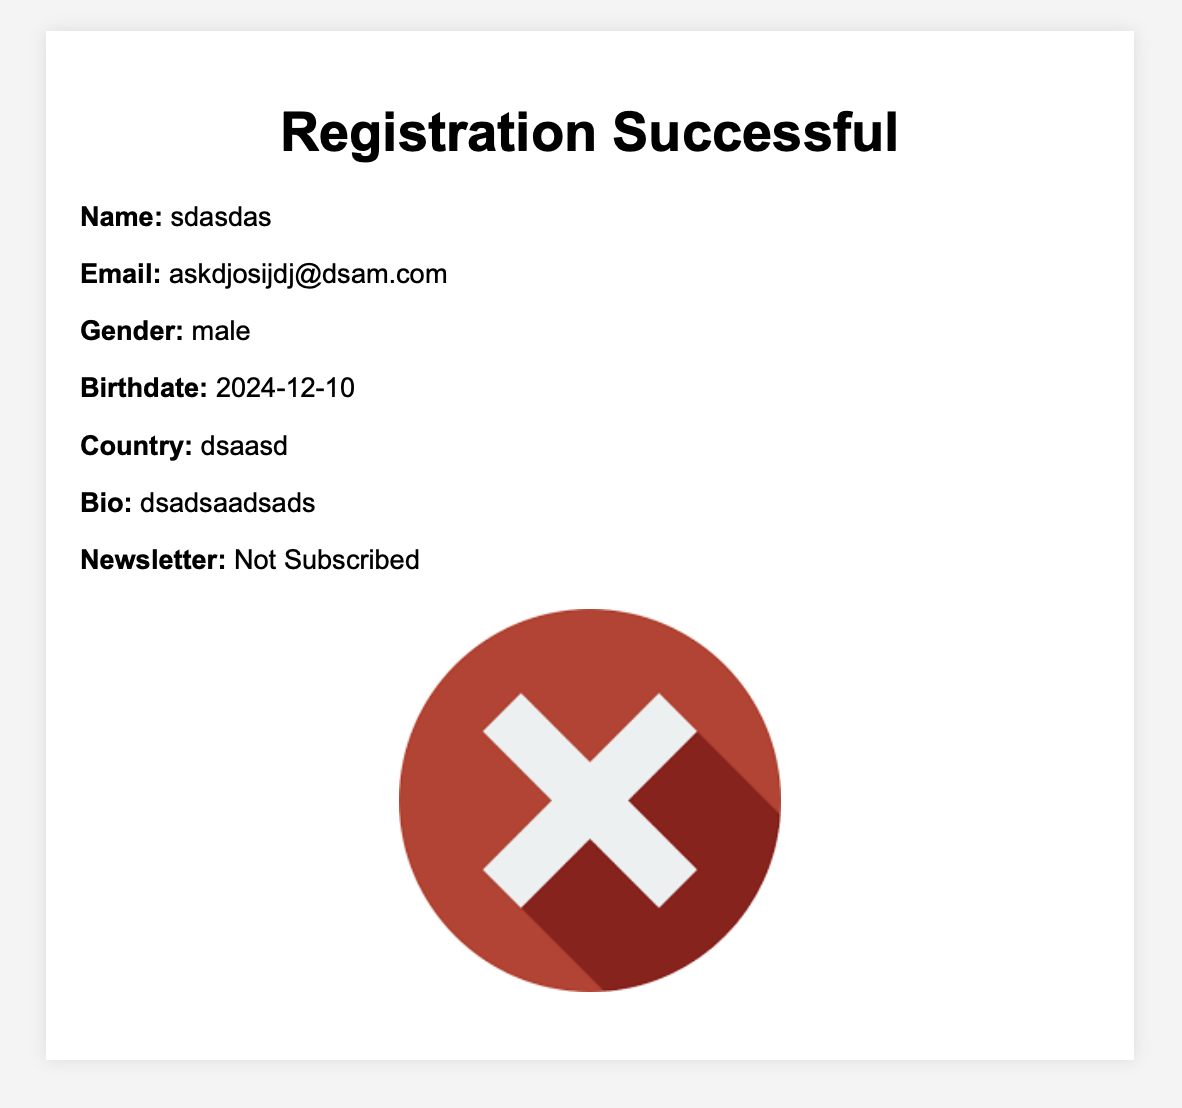 Registration Successful
Name: sdasdas
Email: askdjosijdj@dsam.com
Gender: male
Birthdate: 2024-12-10
Country: dsaasd
Bio: dsadsaadsads
Newsletter: Not Subscribed